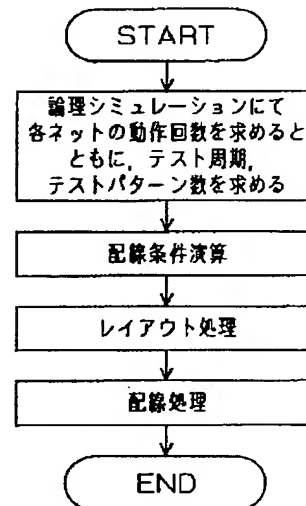 START
論理シミュレーションにて
各ネットの動作回数を求めると
ともに，テスト周期，
テストパターン数を求める
配線条件演算
レイアウト処理
配線処理
END